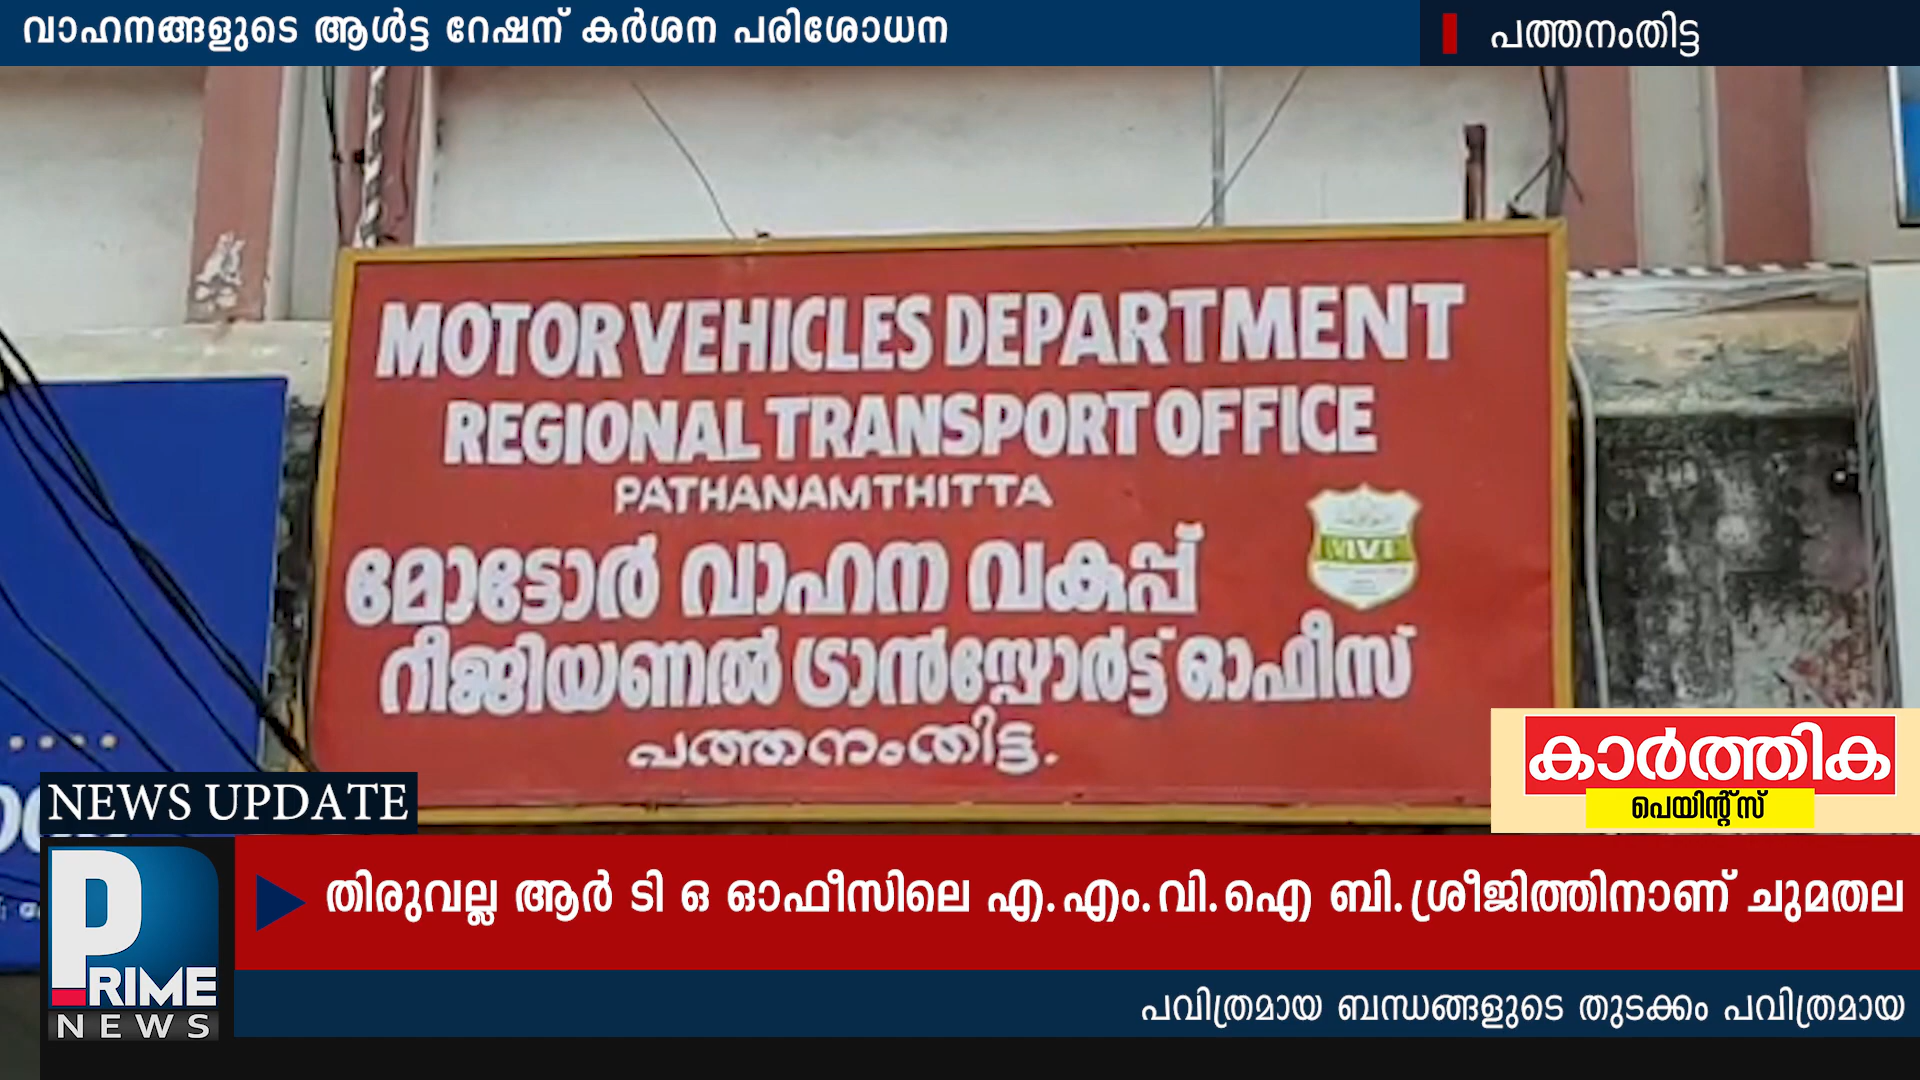 വാഹനങ്ങളുടെ ആൾട്ട റേഷന് കർശന പരിശോധന
പത്തനംതിട്ട
MOTOR VEHICLES DEPARTMENT
REGIONAL TRANSPORT OFFICE
PATHANAMTHITTA
മോട്ടോർ വാഹന വകുപ്പ്
റീജിയണൽ ട്രാൻസ്പോർട്ട് ഓഫീസ്
പത്തനംതിട്ട.
കാർത്തിക
പെയിന്റ്സ്
NEWS UPDATE
തിരുവല്ല ആർ ടി ഒ ഓഫീസിലെ എ.എം.വി.ഐ ബി.ശ്രീജിത്തിനാണ് ചുമതല
PRIME
NEWS
പവിത്രമായ ബന്ധങ്ങളുടെ തുടക്കം പവിത്രമായ